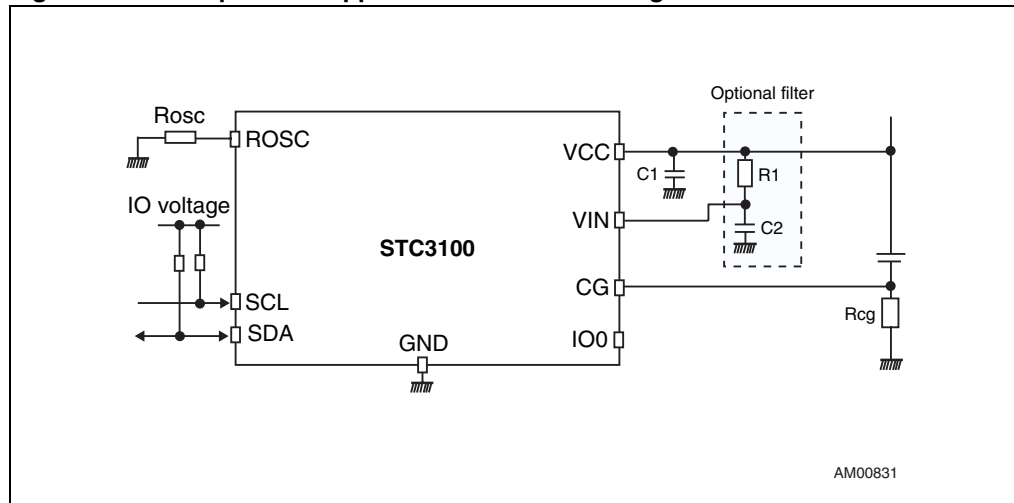 Optional filter
Rosc
ROSC
VCC
C1
R1
IO voltage
VIN
C2
STC3100
CG
SCL
Rcg
SDA
GND
IO0
AM00831